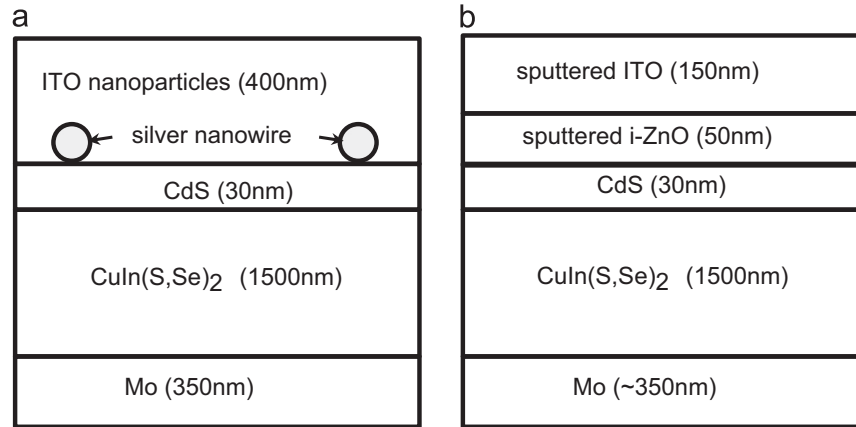 a
ITO nanoparticles (400nm)
silver nanowire
CdS (30nm)
CuIn(S,Se)2 (1500nm)
Mo (350nm)
b
sputtered ITO (150nm)
sputtered i-ZnO (50nm)
CdS (30nm)
CuIn(S,Se)2 (1500nm)
Mo (~350nm)